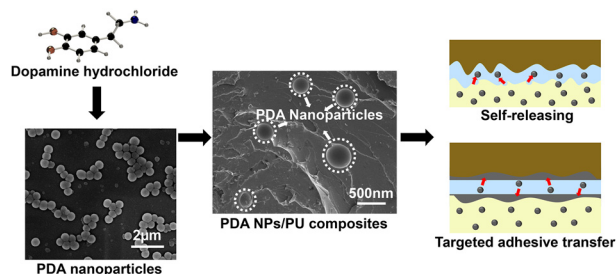 Dopamine hydrochloride
2μm
PDA nanoparticles
PDA Nanoparticles
500nm
PDA NPs/PU composites
Self-releasing
Targeted adhesive transfer